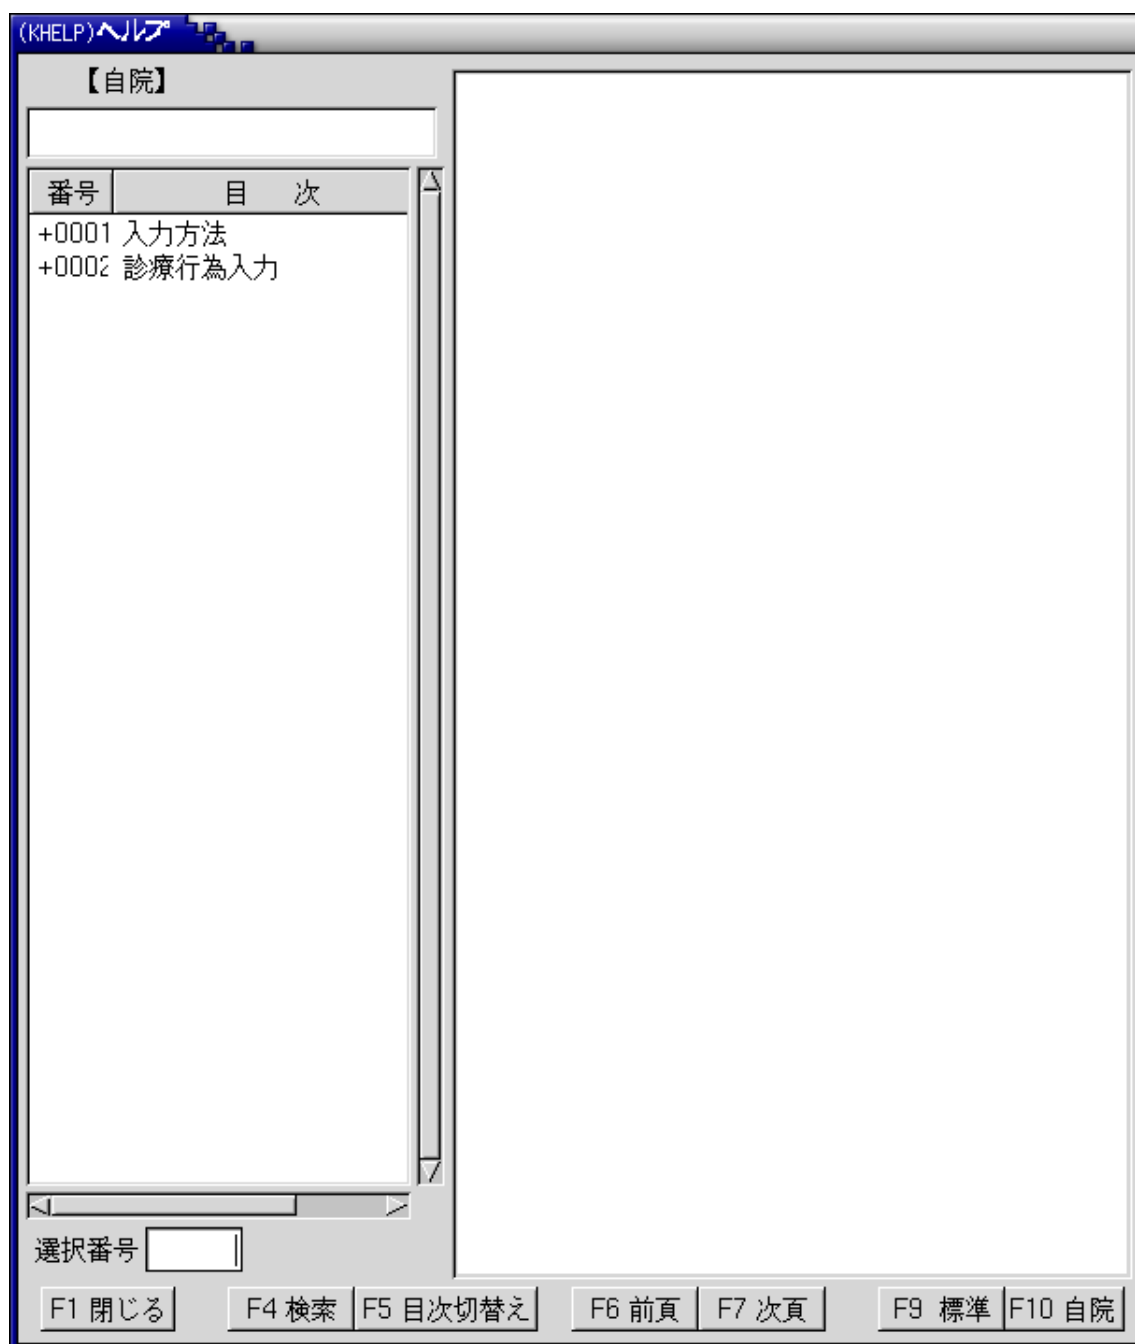 (KHELP)ヘルプ
【自院】
番号 目 次
+0001 入力方法
+0002 診療行為入力
選択番号
F1 閉じる F4 検索 F5 目次切替え F6 前頁 F7 次頁 F9 標準 F10 自院